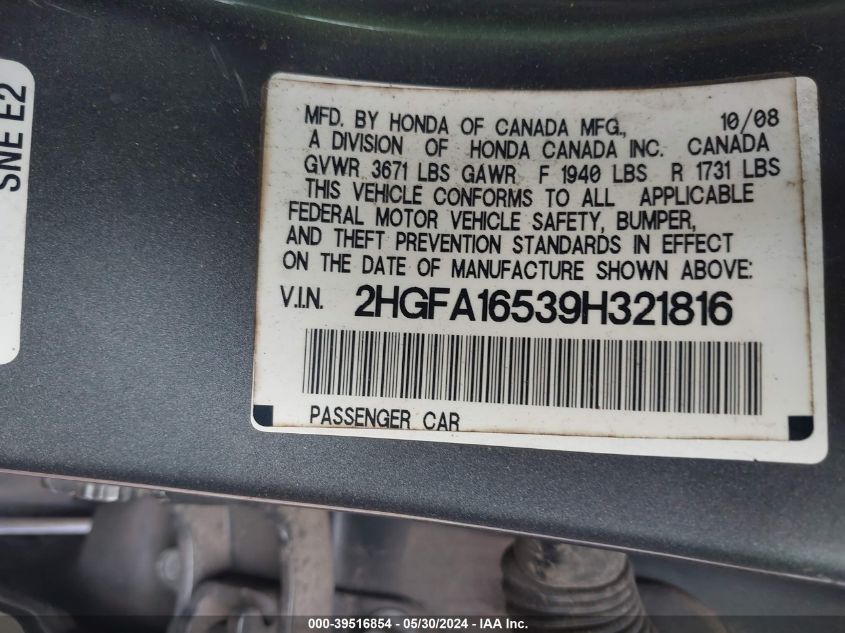 SNE E2
MFD. BY HONDA OF CANADA MFG., 10/08
A DIVISION OF HONDA CANADA INC. CANADA
GVWR 3671 LBS GAWR F 1940 LBS R 1731 LBS
THIS VEHICLE CONFORMS TO ALL APPLICABLE
FEDERAL MOTOR VEHICLE SAFETY, BUMPER,
AND THEFT PREVENTION STANDARDS IN EFFECT
ON THE DATE OF MANUFACTURE SHOWN ABOVE:
V.I.N. 2HGFA16539H321816
PASSENGER CAR
000-39516854 / 05/30/2024 - IAA Inc.